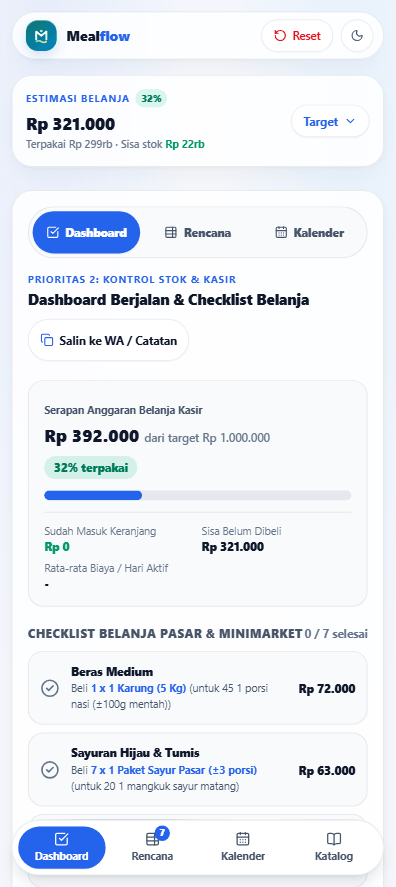 Mealflow
Reset
ESTIMASI BELANJA 32%
Rp 321.000
Terpakai Rp 299rb · Sisa stok Rp 22rb
Target
Dashboard
Rencana
Kalender
PRIORITAS 2: KONTROL STOK & KASIR
Dashboard Berjalan & Checklist Belanja
Salin ke WA / Catatan
Serapan Anggaran Belanja Kasir
Rp 392.000 dari target Rp 1.000.000
32% terpakai
Sudah Masuk Keranjang
Rp 0
Sisa Belum Dibeli
Rp 321.000
Rata-rata Biaya / Hari Aktif
-
CHECKLIST BELANJA PASAR & MINIMARKET 0 / 7 selesai
Beras Medium
Beli 1 x 1 Karung (5 Kg) (untuk 45 1 porsi
nasi (±100g mentah))
Rp 72.000
Sayuran Hijau & Tumis
Beli 7 x 1 Paket Sayur Pasar (±3 porsi)
(untuk 20 1 mangkuk sayur matang)
Rp 63.000
Dashboard
7
Rencana
Kalender
Katalog